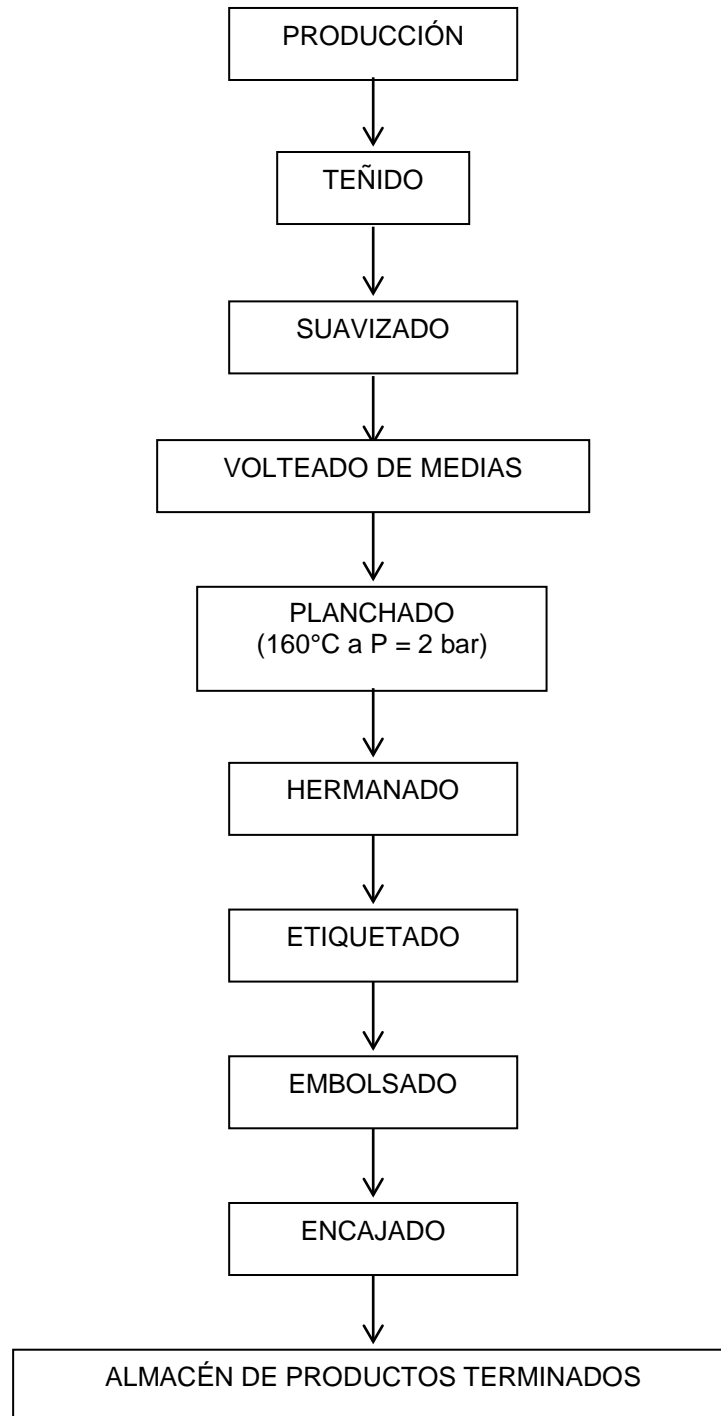 PRODUCCIÓN
TEÑIDO
SUAVIZADO
VOLTEADO DE MEDIAS
PLANCHADO
(160°C a P = 2 bar)
HERMANADO
ETIQUETADO
EMBOLSADO
ENCAJADO
ALMACÉN DE PRODUCTOS TERMINADOS